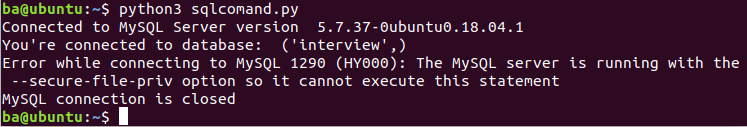 ba@ubuntu:~$ python3 sqlcomand.py
Connected to MySQL Server version  5.7.37-0ubuntu0.18.04.1
You're connected to database:  ('interview',)
Error while connecting to MySQL 1290 (HY000): The MySQL server is running with the
 --secure-file-priv option so it cannot execute this statement
MySQL connection is closed
ba@ubuntu:~$